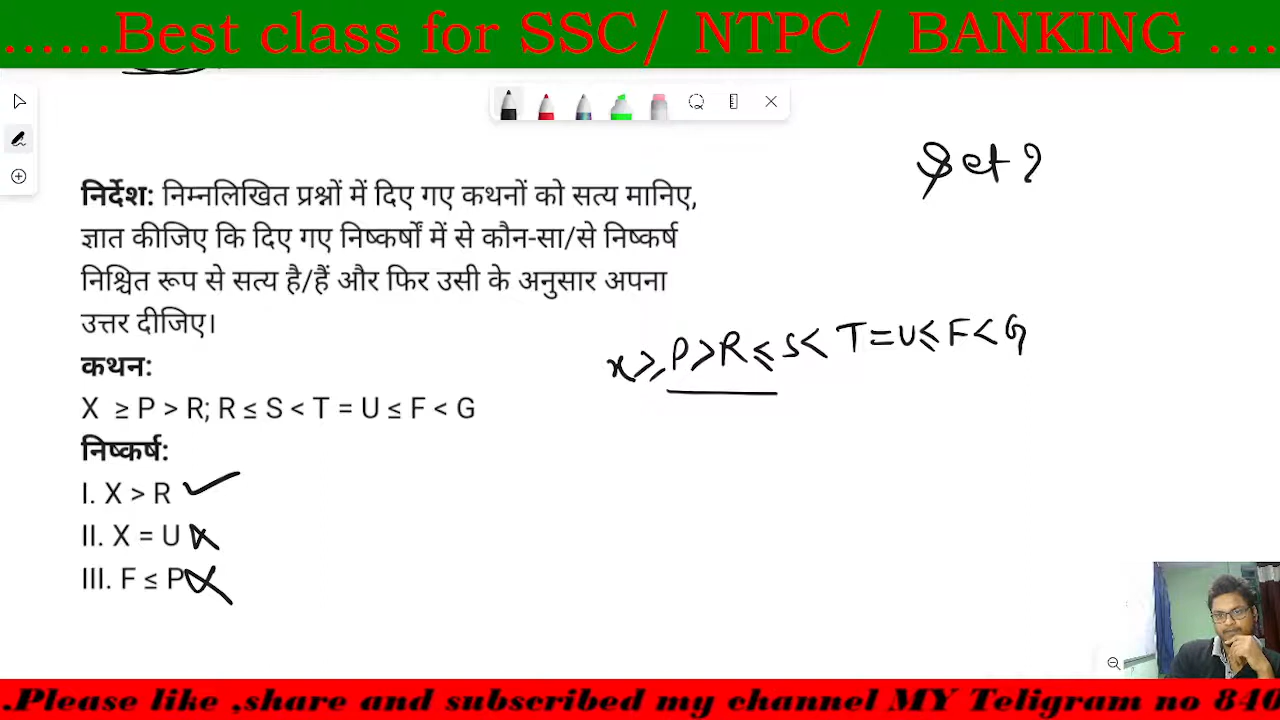 ......Best class for SSC/ NTPC/ BANKING ....
Set 2
निर्देश: निम्नलिखित प्रश्नों में दिए गए कथनों को सत्य मानिए,
ज्ञात कीजिए कि दिए गए निष्कर्षों में से कौन-सा/से निष्कर्ष
निश्चित रूप से सत्य है/हैं और फिर उसी के अनुसार अपना
उत्तर दीजिए।
x ≥ P > R ≤ S < T = U ≤ F < G
कथन:
X ≥ P > R; R ≤ S < T = U ≤ F < G
निष्कर्ष:
I. X > R
II. X = U
III. F ≤ P
.Please like ,share and subscribed my channel MY Teligram no 840